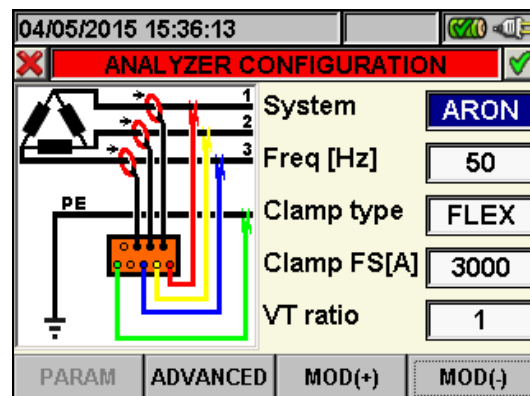 04/05/2015 15:36:13
ANALYZER CONFIGURATION
1
2
3
PE
System ARON
Freq [Hz] 50
Clamp type FLEX
Clamp FS[A] 3000
VT ratio 1
PARAM ADVANCED MOD(+) MOD(-)